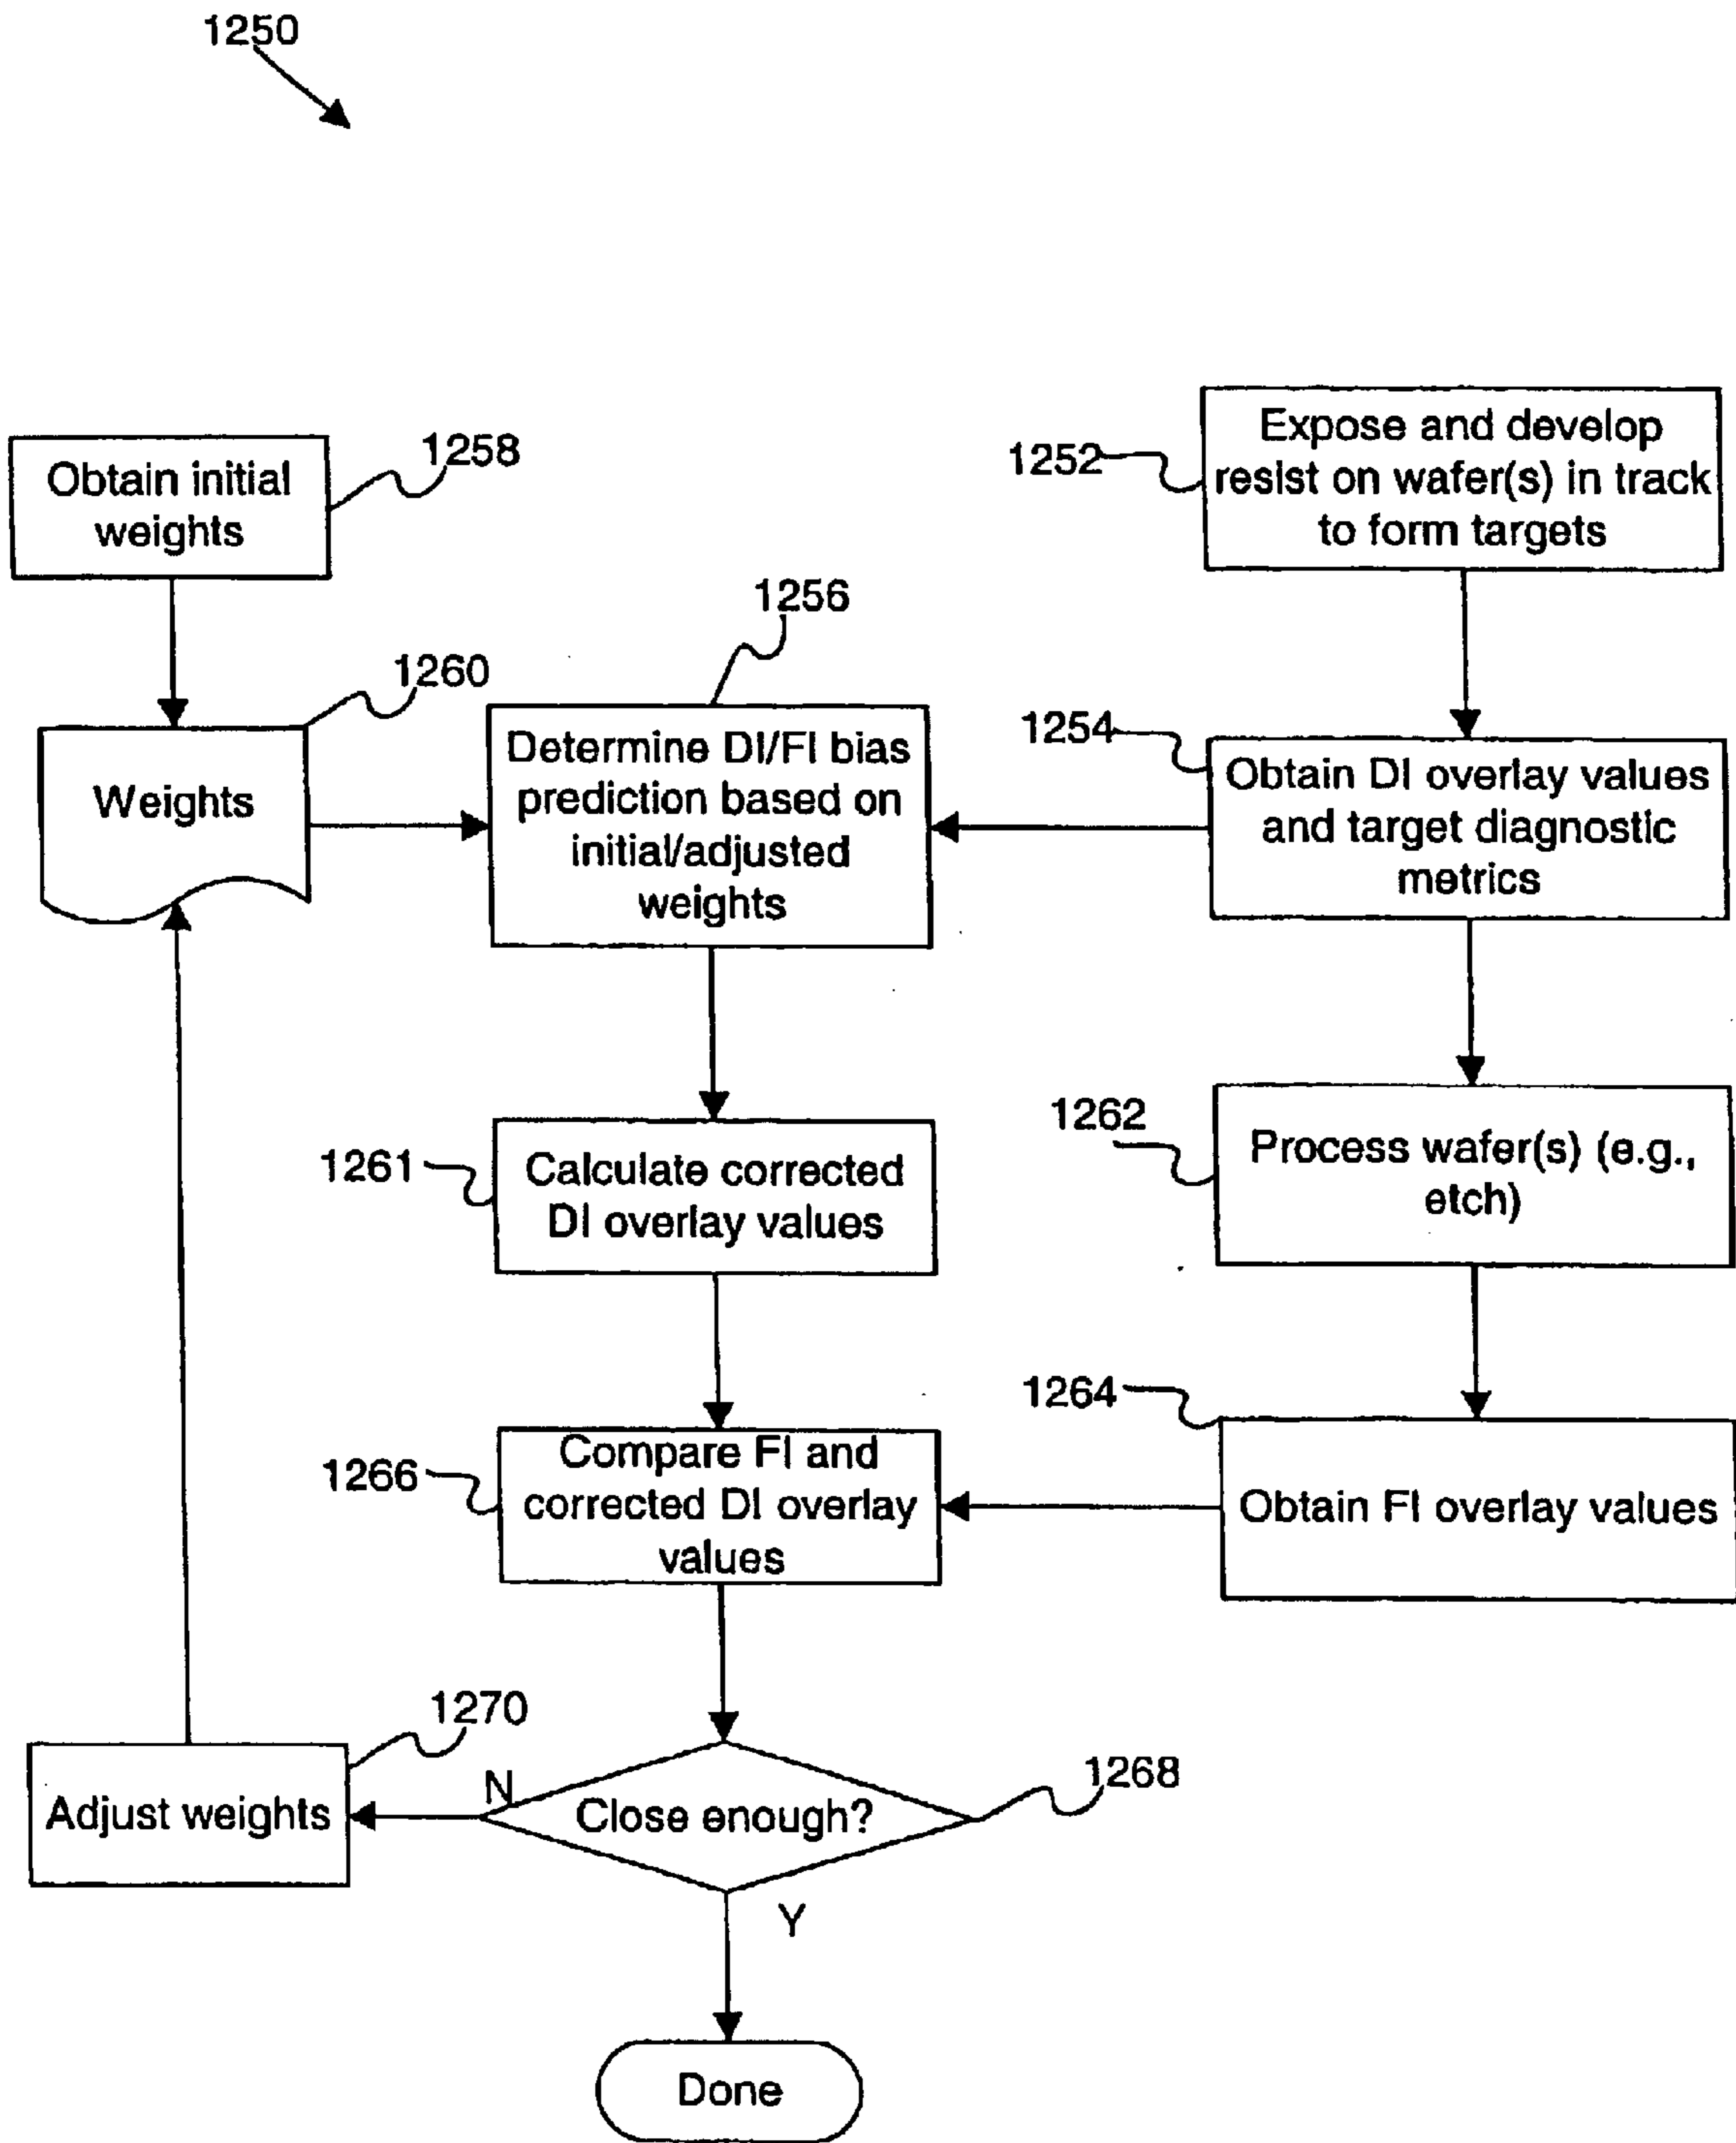 1250
Expose and develop
resist on wafer(s) in track
to form targets
1252
Obtain initial
weights
1258
1256
1260
Weights
Determine DI/FI bias
prediction based on
initial/adjusted
weights
1254
Obtain DI overlay values
and target diagnostic
metrics
1261
Calculate corrected
DI overlay values
1262
Process wafer(s) (e.g.,
etch)
1264
Obtain FI overlay values
1266
Compare FI and
corrected DI overlay
values
1270
Adjust weights
N
Close enough?
1268
Y
Done